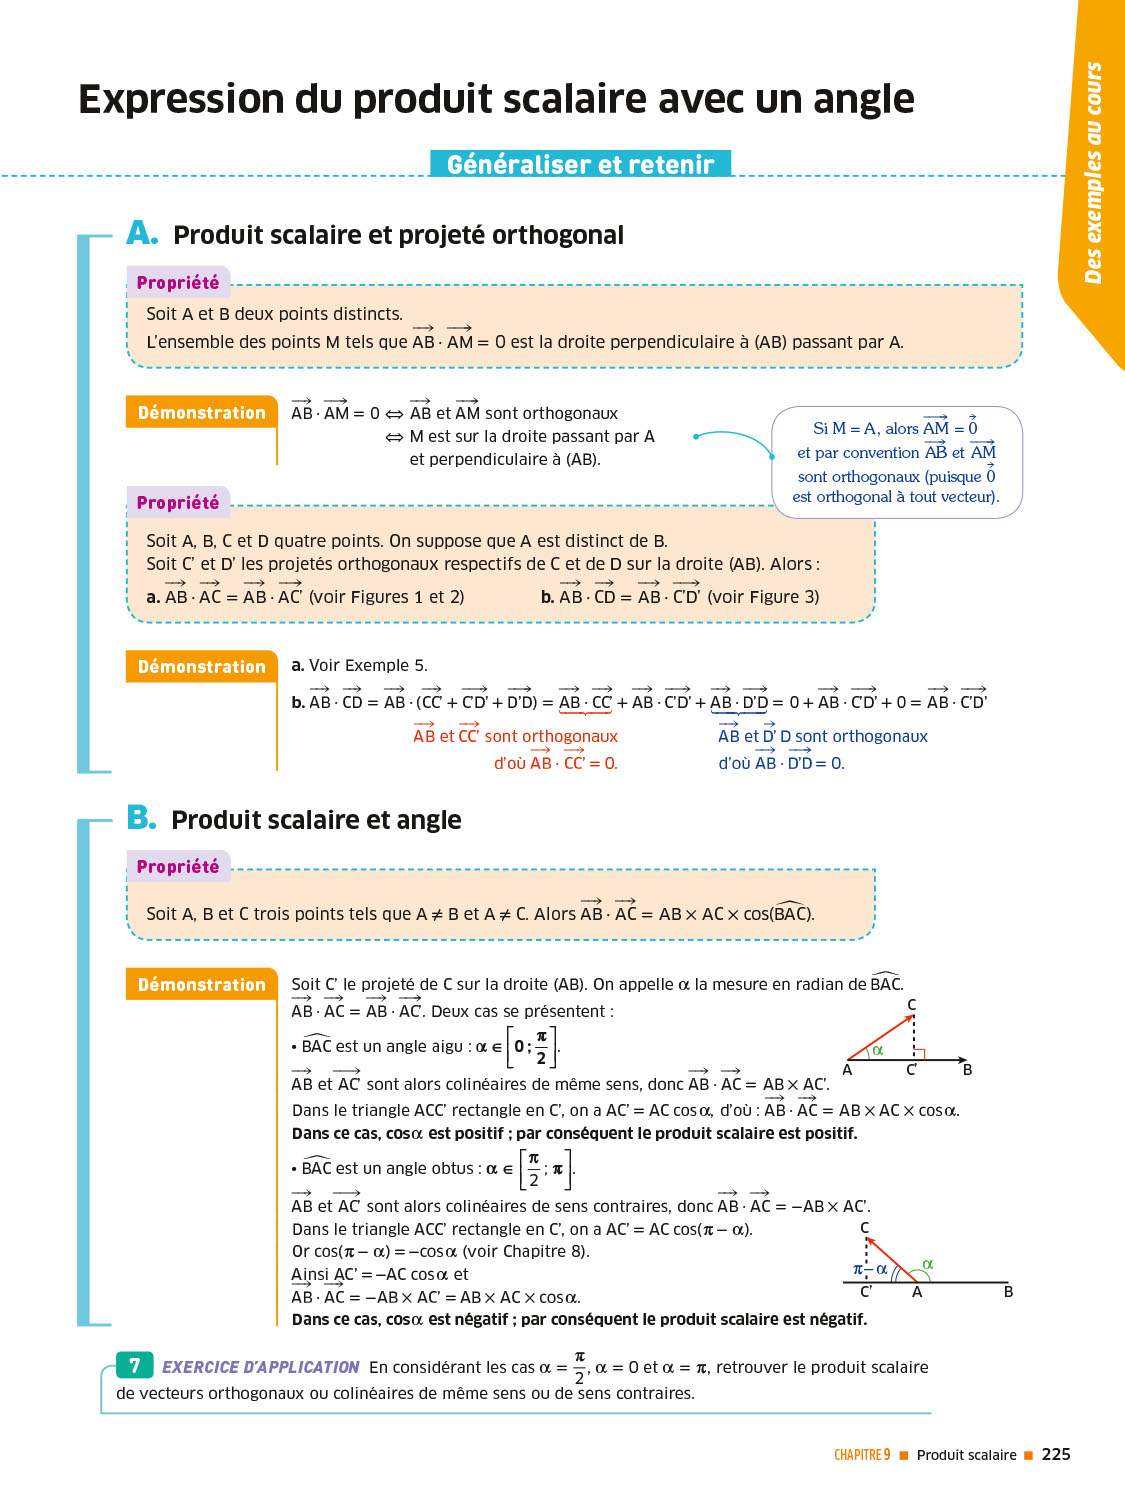 Des exemples au cours
Expression du produit scalaire avec un angle
Généraliser et retenir
A. Produit scalaire et projeté orthogonal
Propriété
Soit A et B deux points distincts.
L'ensemble des points M tels que $\overrightarrow{AB} \cdot \overrightarrow{AM} = 0$ est la droite perpendiculaire à (AB) passant par A.
Démonstration
$\overrightarrow{AB} \cdot \overrightarrow{AM} = 0 \Leftrightarrow \overrightarrow{AB}$ et $\overrightarrow{AM}$ sont orthogonaux
⇔ M est sur la droite passant par A
et perpendiculaire à (AB).
Si M = A, alors $\overrightarrow{AM} = \vec{0}$
et par convention $\overrightarrow{AB}$ et $\overrightarrow{AM}$
sont orthogonaux (puisque $\vec{0}$
est orthogonal à tout vecteur).
Propriété
Soit A, B, C et D quatre points. On suppose que A est distinct de B.
Soit C' et D' les projetés orthogonaux respectifs de C et de D sur la droite (AB). Alors :
a. $\overrightarrow{AB} \cdot \overrightarrow{AC} = \overrightarrow{AB} \cdot \overrightarrow{AC'}$ (voir Figures 1 et 2) b. $\overrightarrow{AB} \cdot \overrightarrow{CD} = \overrightarrow{AB} \cdot \overrightarrow{C'D'}$ (voir Figure 3)
Démonstration
a. Voir Exemple 5.
b. $\overrightarrow{AB} \cdot \overrightarrow{CD} = \overrightarrow{AB} \cdot (\overrightarrow{CC'} + \overrightarrow{C'D'} + \overrightarrow{D'D}) = \overrightarrow{AB} \cdot \overrightarrow{CC'} + \overrightarrow{AB} \cdot \overrightarrow{C'D'} + \overrightarrow{AB} \cdot \overrightarrow{D'D} = 0 + \overrightarrow{AB} \cdot \overrightarrow{C'D'} + 0 = \overrightarrow{AB} \cdot \overrightarrow{C'D'}$
$\overrightarrow{AB}$ et $\overrightarrow{CC'}$ sont orthogonaux
d'où $\overrightarrow{AB} \cdot \overrightarrow{CC'} = 0$.
$\overrightarrow{AB}$ et $\overrightarrow{D'}$ D sont orthogonaux
d'où $\overrightarrow{AB} \cdot \overrightarrow{D'D} = 0$.
B. Produit scalaire et angle
Propriété
Soit A, B et C trois points tels que A ≠ B et A ≠ C. Alors $\overrightarrow{AB} \cdot \overrightarrow{AC} = AB \times AC \times \cos(\widehat{BAC})$.
Démonstration
Soit C' le projeté de C sur la droite (AB). On appelle α la mesure en radian de $\widehat{BAC}$.
$\overrightarrow{AB} \cdot \overrightarrow{AC} = \overrightarrow{AB} \cdot \overrightarrow{AC'}$. Deux cas se présentent :
• $\widehat{BAC}$ est un angle aigu : $\alpha \in \left[0 ; \frac{\pi}{2}\right]$.
$\overrightarrow{AB}$ et $\overrightarrow{AC'}$ sont alors colinéaires de même sens, donc $\overrightarrow{AB} \cdot \overrightarrow{AC} = AB \times AC'$.
Dans le triangle ACC' rectangle en C', on a AC' = AC cos α, d'où : $\overrightarrow{AB} \cdot \overrightarrow{AC} = AB \times AC \times \cos\alpha$.
Dans ce cas, cosα est positif ; par conséquent le produit scalaire est positif.
C
α
A C' B
• $\widehat{BAC}$ est un angle obtus : $\alpha \in \left[\frac{\pi}{2} ; \pi\right]$.
$\overrightarrow{AB}$ et $\overrightarrow{AC'}$ sont alors colinéaires de sens contraires, donc $\overrightarrow{AB} \cdot \overrightarrow{AC} = -AB \times AC'$.
Dans le triangle ACC' rectangle en C', on a AC' = AC cos(π − α).
Or cos(π − α) = −cos α (voir Chapitre 8).
Ainsi AC' = −AC cos α et
$\overrightarrow{AB} \cdot \overrightarrow{AC} = -AB \times AC' = AB \times AC \times \cos\alpha$.
Dans ce cas, cosα est négatif ; par conséquent le produit scalaire est négatif.
C
π−α α
C' A B
7 EXERCICE D'APPLICATION En considérant les cas $\alpha = \frac{\pi}{2}$, α = 0 et α = π, retrouver le produit scalaire
de vecteurs orthogonaux ou colinéaires de même sens ou de sens contraires.
CHAPITRE 9 ■ Produit scalaire ■ 225